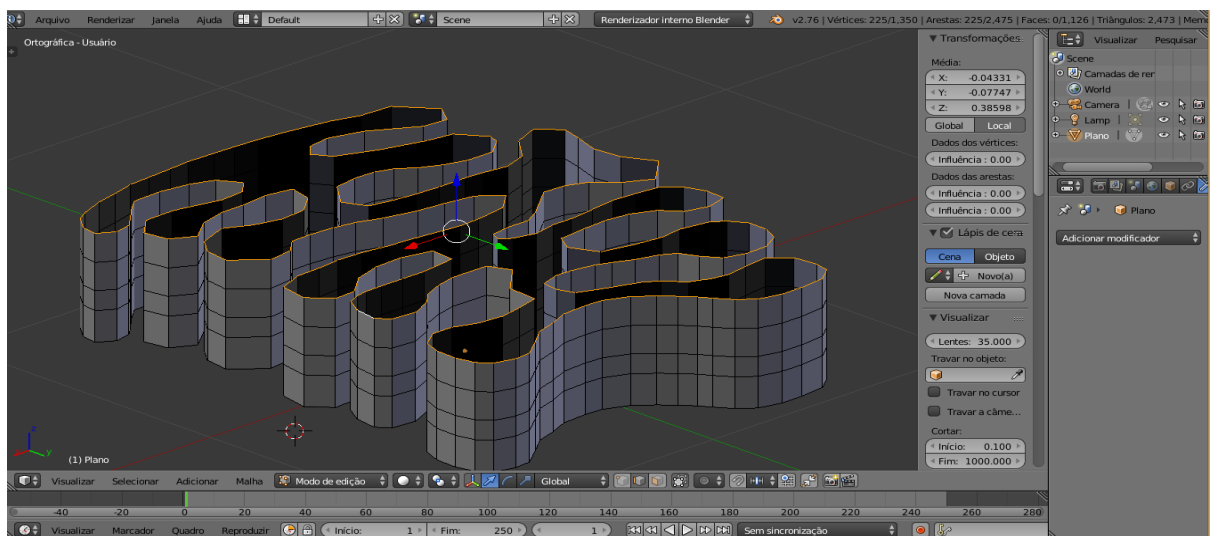 Arquivo Renderizar Janela Ajuda Default Scene Renderizador interno Blender v2.76 | Vértices: 225/1,350 | Arestas: 225/2,475 | Faces: 0/1,126 | Triângulos: 2,473 |
Ortográfica - Usuário
(1) Plano
Transformações
Média:
X: -0.04331
Y: -0.07747
Z: 0.38598
Global Local
Dados dos vértices:
Influência : 0.00
Dados das arestas:
Influência : 0.00
Influência : 0.00
Lápis de cera
Cena Objeto
Novo(a)
Nova camada
Visualizar
Lentes: 35.000
Travar no objeto:
Travar no cursor
Travar a câme...
Cortar:
Início: 0.100
Fim: 1000.000
Visualizar Pesquisar
Scene
Camadas de rer
World
Camera
Lamp
Plano
Plano
Adicionar modificador
z
y
Visualizar Selecionar Adicionar Malha Modo de edição Global
-40 -20 0 20 40 60 80 100 120 140 160 180 200 220 240 260 280
Visualizar Marcador Quadro Reproduzir Início: 1 Fim: 250 1 Sem sincronização